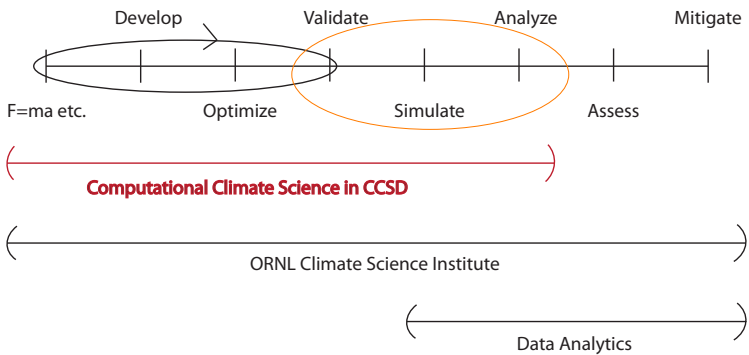 Develop Validate Analyze Mitigate
F=ma etc. Optimize Simulate Assess
Computational Climate Science in CCSD
ORNL Climate Science Institute
Data Analytics